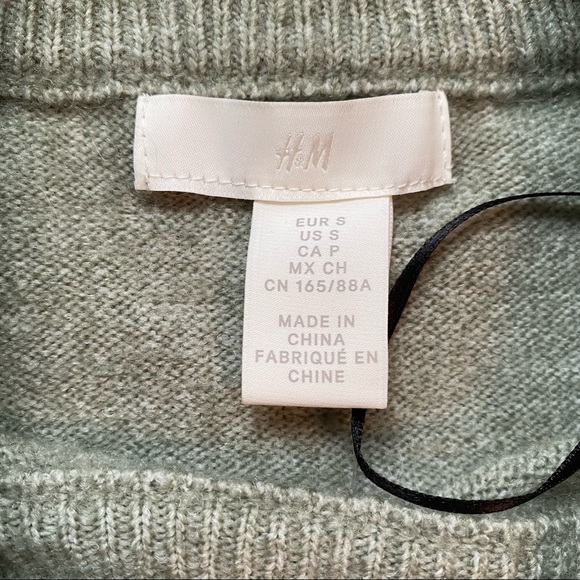 H&M
EUR S
US S
CA P
MX CH
CN 165/88A
MADE IN
CHINA
FABRIQUÉ EN
CHINE